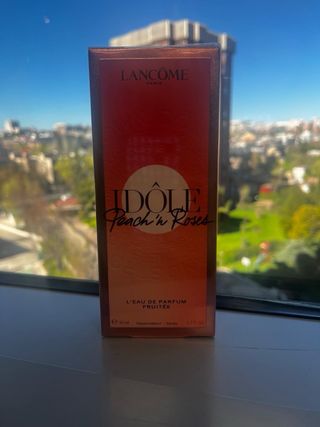 LANCÔME
PARIS
IDÔLE
Peach 'n Roses
L'EAU DE PARFUM
FRUITÉE